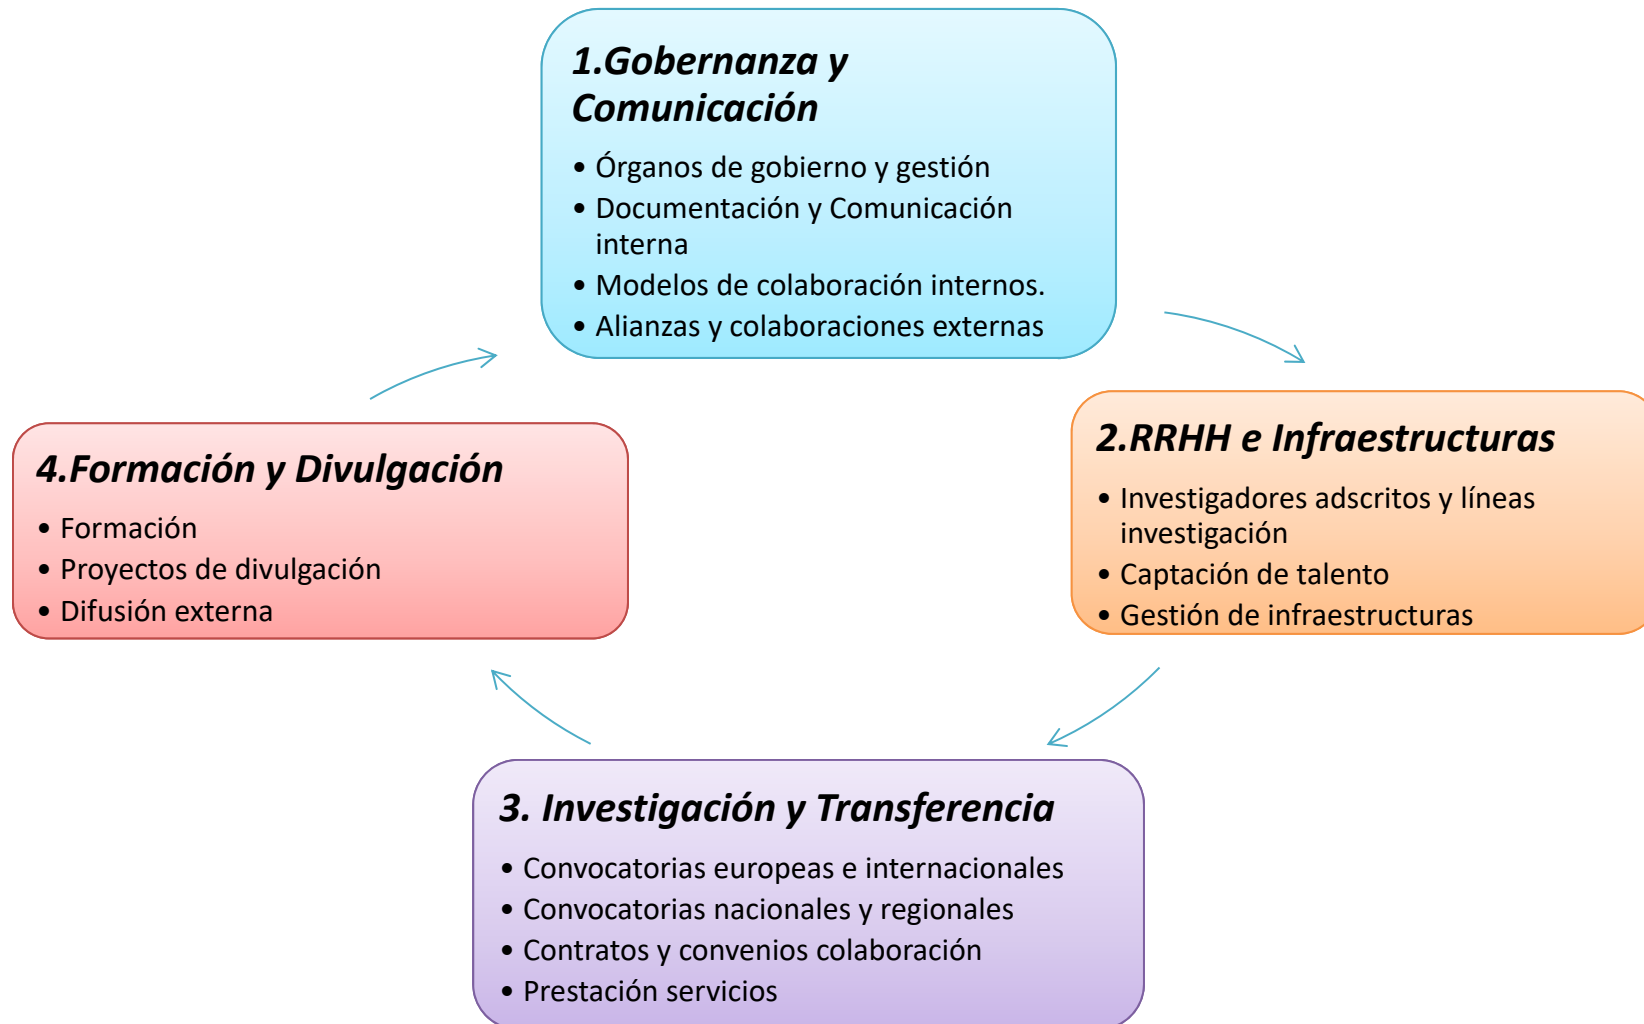 1.Gobernanza y
Comunicación
• Órganos de gobierno y gestión
• Documentación y Comunicación
interna
• Modelos de colaboración internos.
• Alianzas y colaboraciones externas
2.RRHH e Infraestructuras
• Investigadores adscritos y líneas
investigación
• Captación de talento
• Gestión de infraestructuras
3. Investigación y Transferencia
• Convocatorias europeas e internacionales
• Convocatorias nacionales y regionales
• Contratos y convenios colaboración
• Prestación servicios
4.Formación y Divulgación
• Formación
• Proyectos de divulgación
• Difusión externa